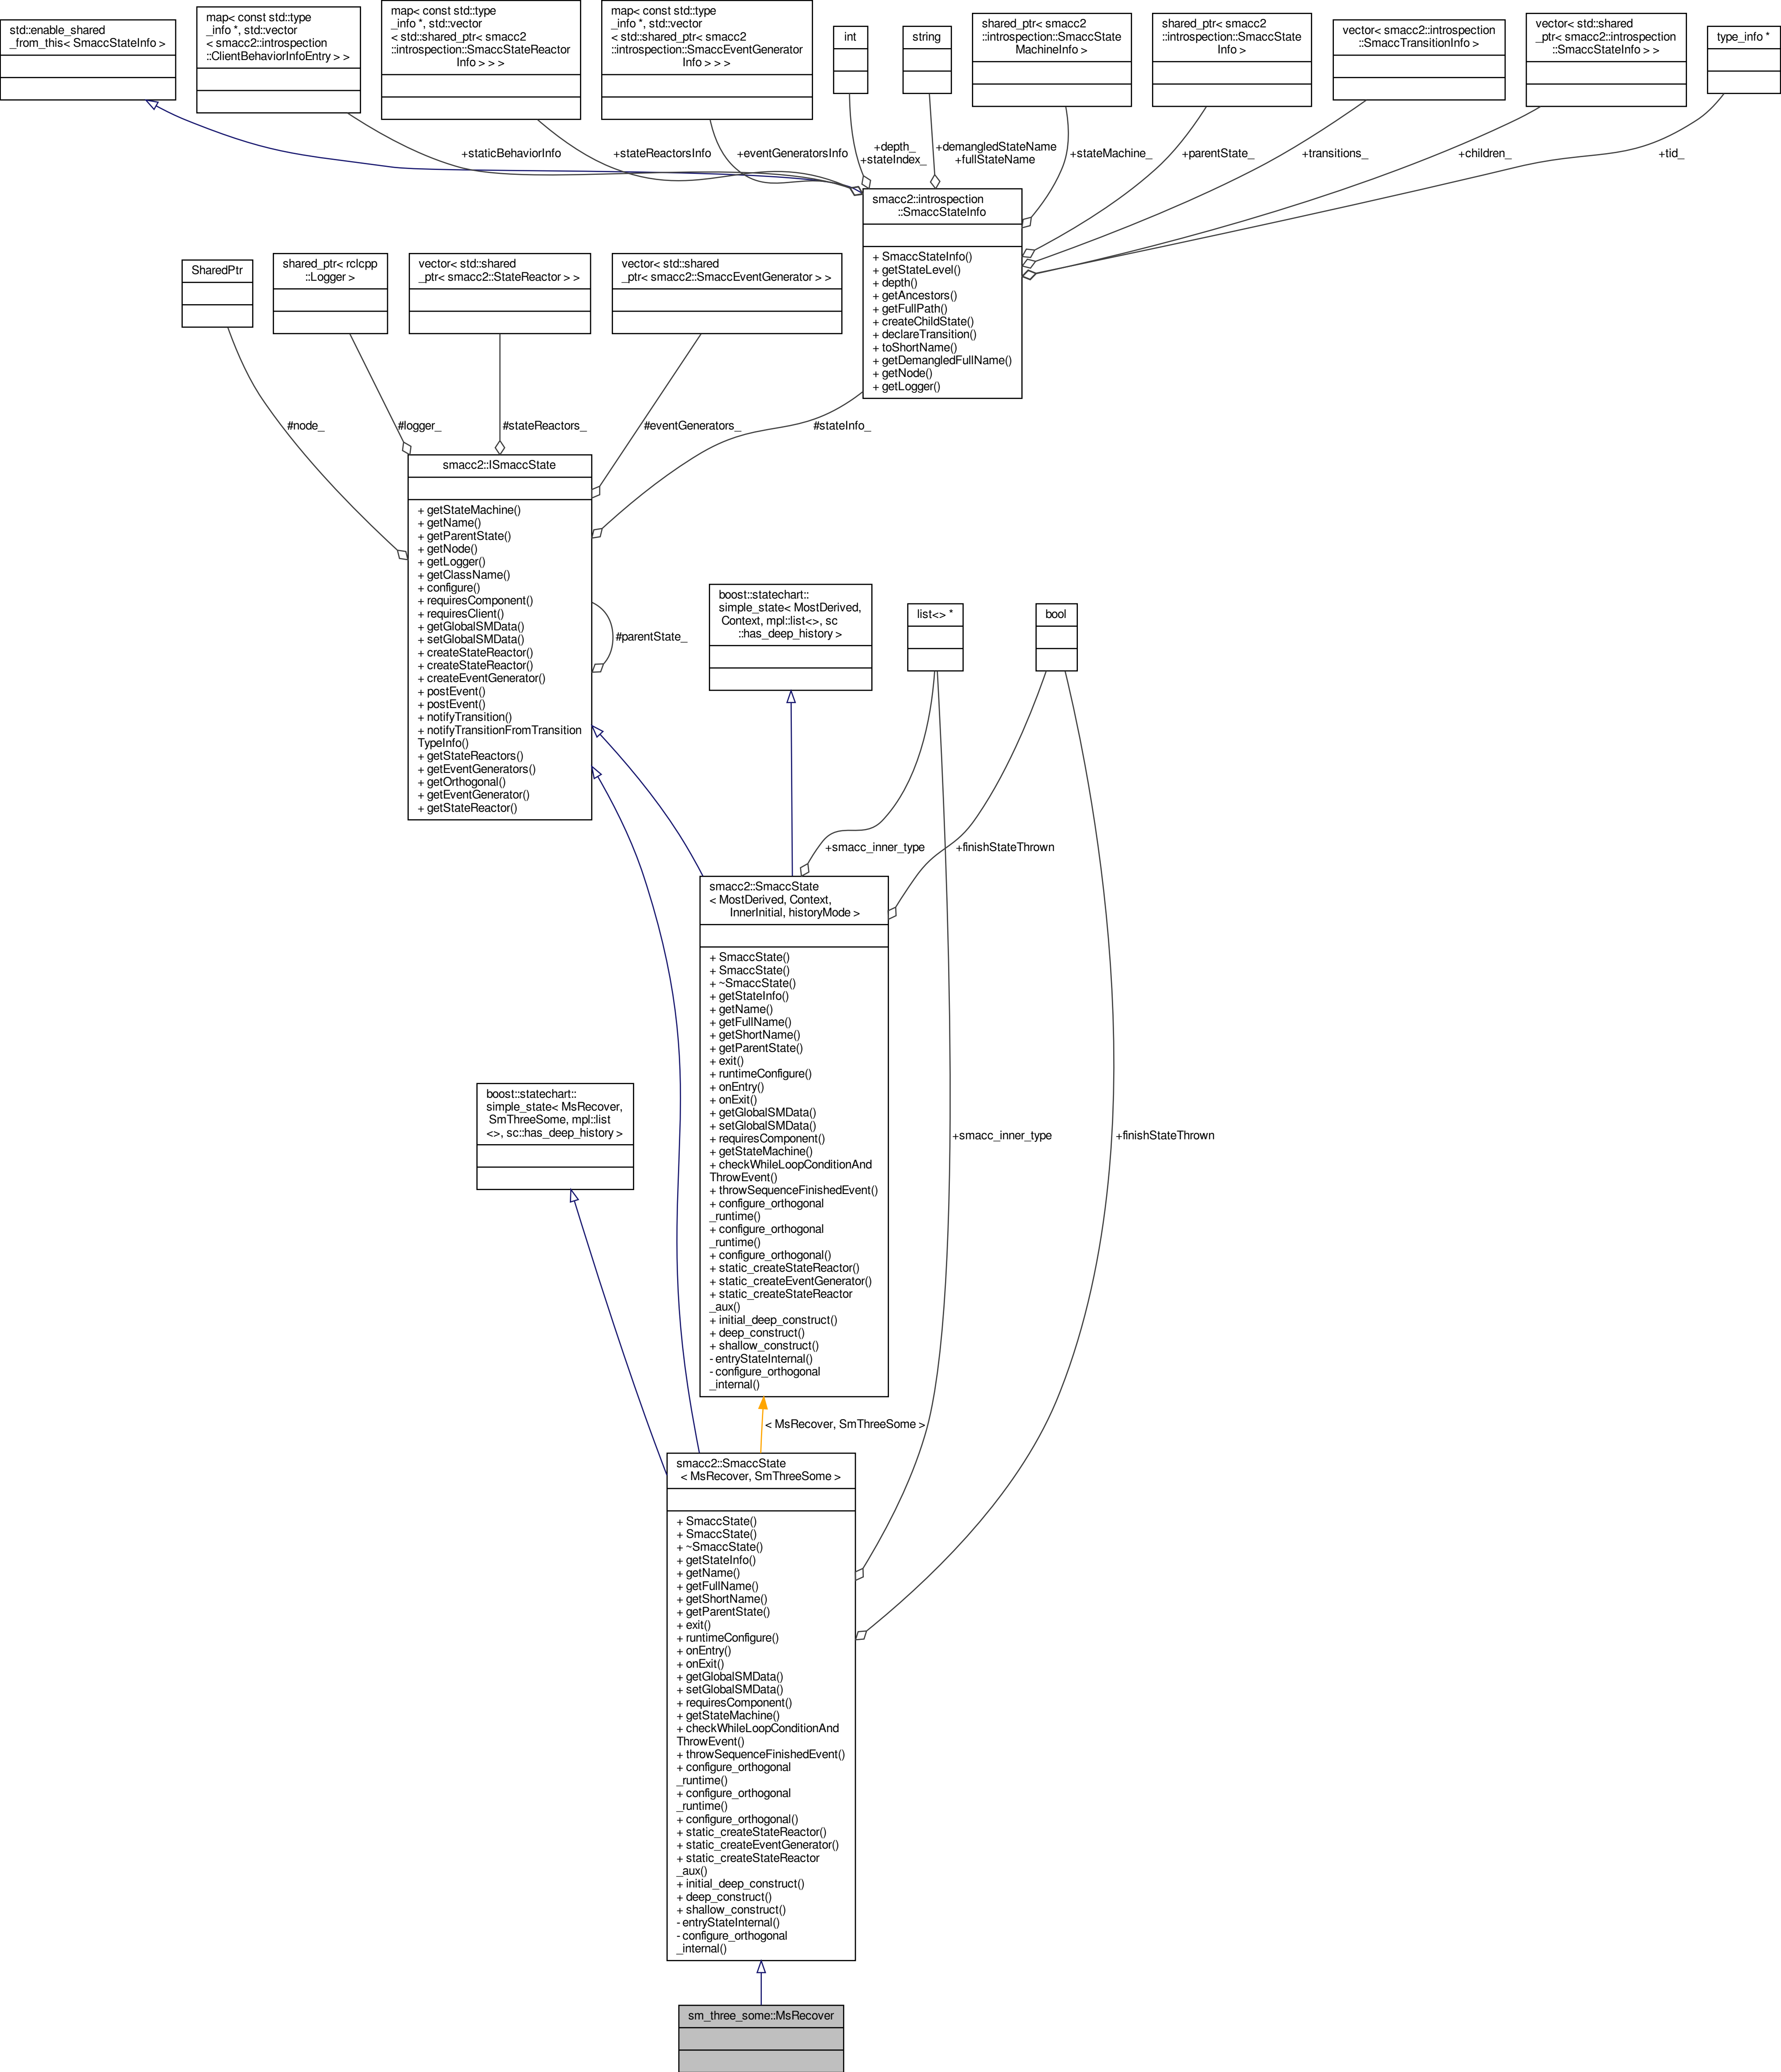 std::enable_shared
_from_this< SmaccStateInfo >
map< const std::type
_info *, std::vector
< smacc2::introspection
::ClientBehaviorInfoEntry > >
map< const std::type
_info *, std::vector
< std::shared_ptr< smacc2
::introspection::SmaccStateReactor
Info > > >
map< const std::type
_info *, std::vector
< std::shared_ptr< smacc2
::introspection::SmaccEventGenerator
Info > > >
int
string
shared_ptr< smacc2
::introspection::SmaccState
MachineInfo >
shared_ptr< smacc2
::introspection::SmaccState
Info >
vector< smacc2::introspection
::SmaccTransitionInfo >
vector< std::shared
_ptr< smacc2::introspection
::SmaccStateInfo > >
type_info *
+staticBehaviorInfo
+stateReactorsInfo
+eventGeneratorsInfo
+depth_
+stateIndex_
+demangledStateName
+fullStateName
+stateMachine_
+parentState_
+transitions_
+children_
+tid_
smacc2::introspection
::SmaccStateInfo
+ SmaccStateInfo()
+ getStateLevel()
+ depth()
+ getAncestors()
+ getFullPath()
+ createChildState()
+ declareTransition()
+ toShortName()
+ getDemangledFullName()
+ getNode()
+ getLogger()
SharedPtr
shared_ptr< rclcpp
::Logger >
vector< std::shared
_ptr< smacc2::StateReactor > >
vector< std::shared
_ptr< smacc2::SmaccEventGenerator > >
#node_
#logger_
#stateReactors_
#eventGenerators_
#stateInfo_
smacc2::ISmaccState
+ getStateMachine()
+ getName()
+ getParentState()
+ getNode()
+ getLogger()
+ getClassName()
+ configure()
+ requiresComponent()
+ requiresClient()
+ getGlobalSMData()
+ setGlobalSMData()
+ createStateReactor()
+ createStateReactor()
+ createEventGenerator()
+ postEvent()
+ postEvent()
+ notifyTransition()
+ notifyTransitionFromTransition
TypeInfo()
+ getStateReactors()
+ getEventGenerators()
+ getOrthogonal()
+ getEventGenerator()
+ getStateReactor()
#parentState_
boost::statechart::
simple_state< MostDerived,
Context, mpl::list<>, sc
::has_deep_history >
list<> *
bool
+smacc_inner_type
+finishStateThrown
smacc2::SmaccState
< MostDerived, Context,
InnerInitial, historyMode >
+ SmaccState()
+ SmaccState()
+ ~SmaccState()
+ getStateInfo()
+ getName()
+ getFullName()
+ getShortName()
+ getParentState()
+ exit()
+ runtimeConfigure()
+ onEntry()
+ onExit()
+ getGlobalSMData()
+ setGlobalSMData()
+ requiresComponent()
+ getStateMachine()
+ checkWhileLoopConditionAnd
ThrowEvent()
+ throwSequenceFinishedEvent()
+ configure_orthogonal
_runtime()
+ configure_orthogonal
_runtime()
+ configure_orthogonal()
+ static_createStateReactor()
+ static_createEventGenerator()
+ static_createStateReactor
_aux()
+ initial_deep_construct()
+ deep_construct()
+ shallow_construct()
- entryStateInternal()
- configure_orthogonal
_internal()
boost::statechart::
simple_state< MsRecover,
SmThreeSome, mpl::list
<>, sc::has_deep_history >
+smacc_inner_type
+finishStateThrown
< MsRecover, SmThreeSome >
smacc2::SmaccState
< MsRecover, SmThreeSome >
+ SmaccState()
+ SmaccState()
+ ~SmaccState()
+ getStateInfo()
+ getName()
+ getFullName()
+ getShortName()
+ getParentState()
+ exit()
+ runtimeConfigure()
+ onEntry()
+ onExit()
+ getGlobalSMData()
+ setGlobalSMData()
+ requiresComponent()
+ getStateMachine()
+ checkWhileLoopConditionAnd
ThrowEvent()
+ throwSequenceFinishedEvent()
+ configure_orthogonal
_runtime()
+ configure_orthogonal
_runtime()
+ configure_orthogonal()
+ static_createStateReactor()
+ static_createEventGenerator()
+ static_createStateReactor
_aux()
+ initial_deep_construct()
+ deep_construct()
+ shallow_construct()
- entryStateInternal()
- configure_orthogonal
_internal()
sm_three_some::MsRecover